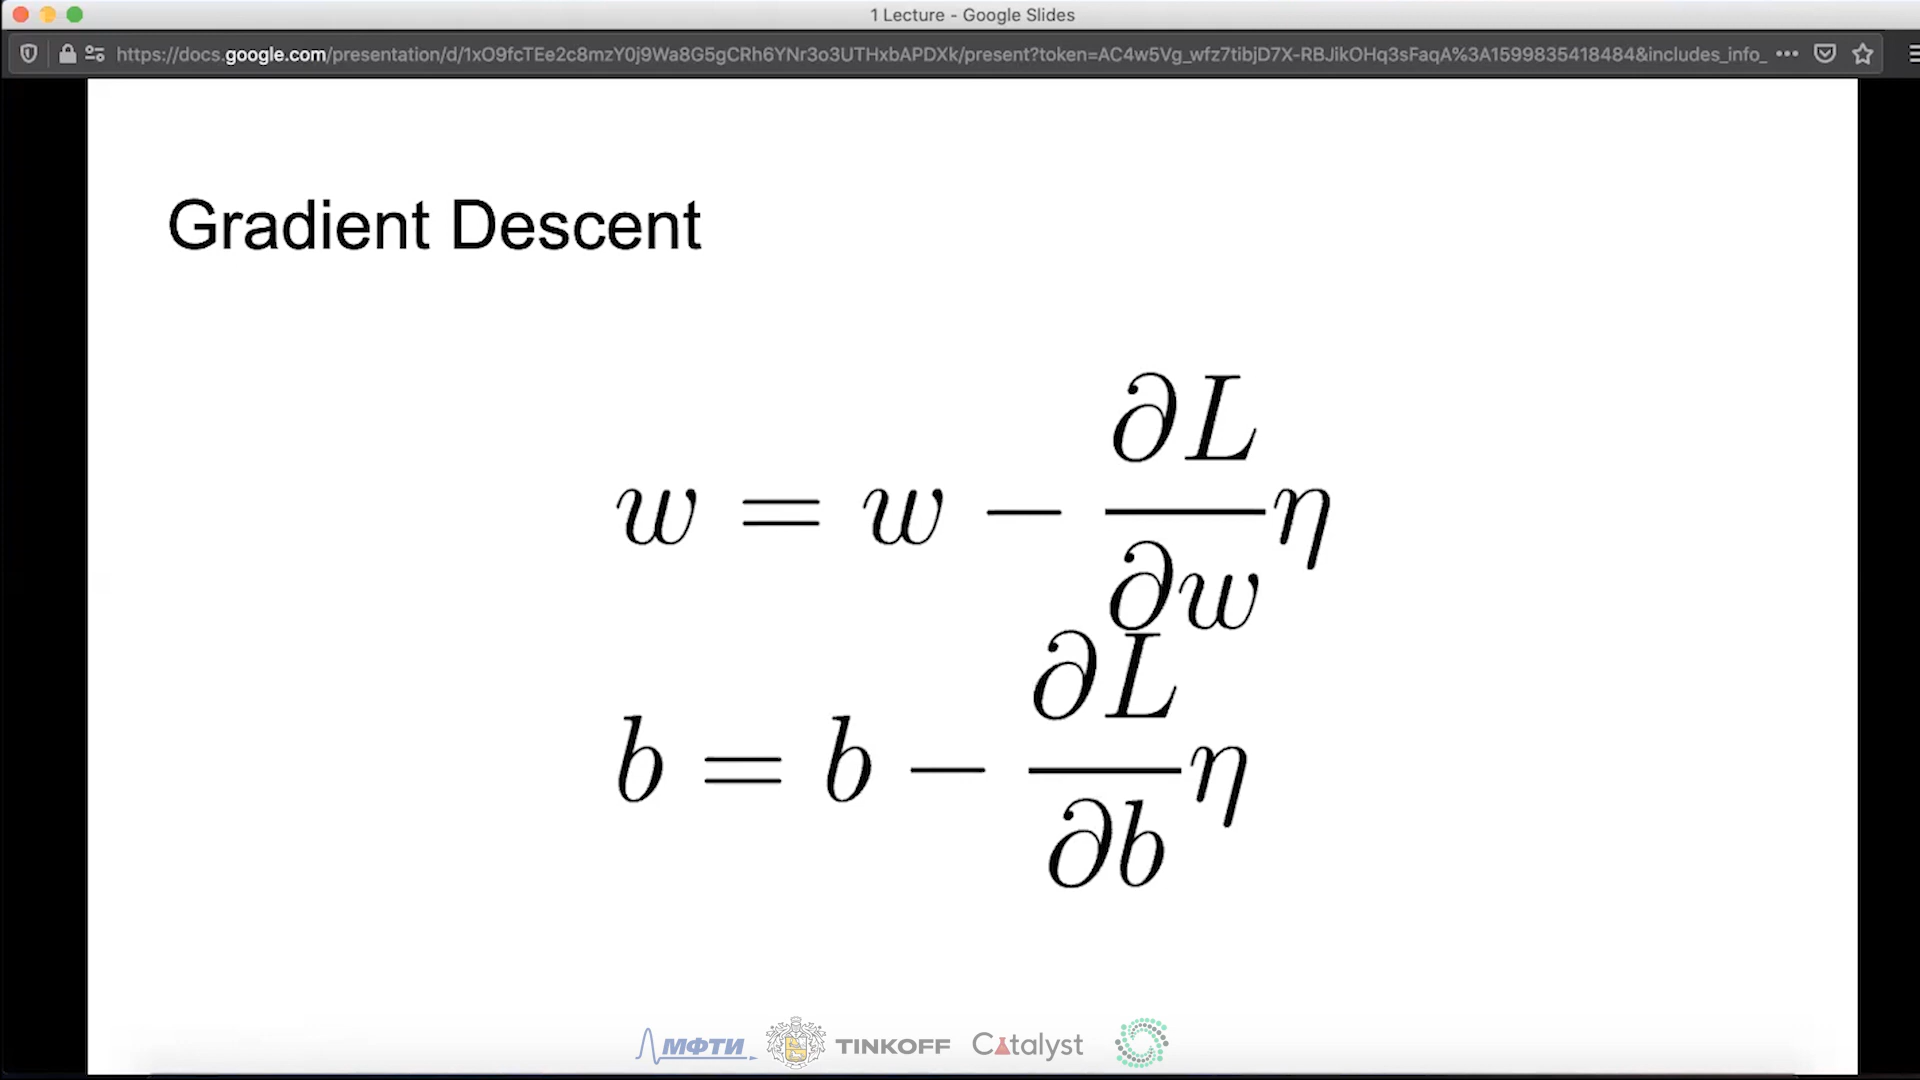 1 Lecture - Google Slides
https://docs.google.com/presentation/d/1xO9fcTEe2c8mzY0j9Wa8G5gCRh6YNr3o3UTHxbAPDXk/present?token=AC4w5Vg_wfz7tibjD7X-RBJikOHq3sFaqA%3A1599835418484&includes_info_
Gradient Descent
w = w − ∂L/∂w η
b = b − ∂L/∂b η
МФТИ TINKOFF Catalyst